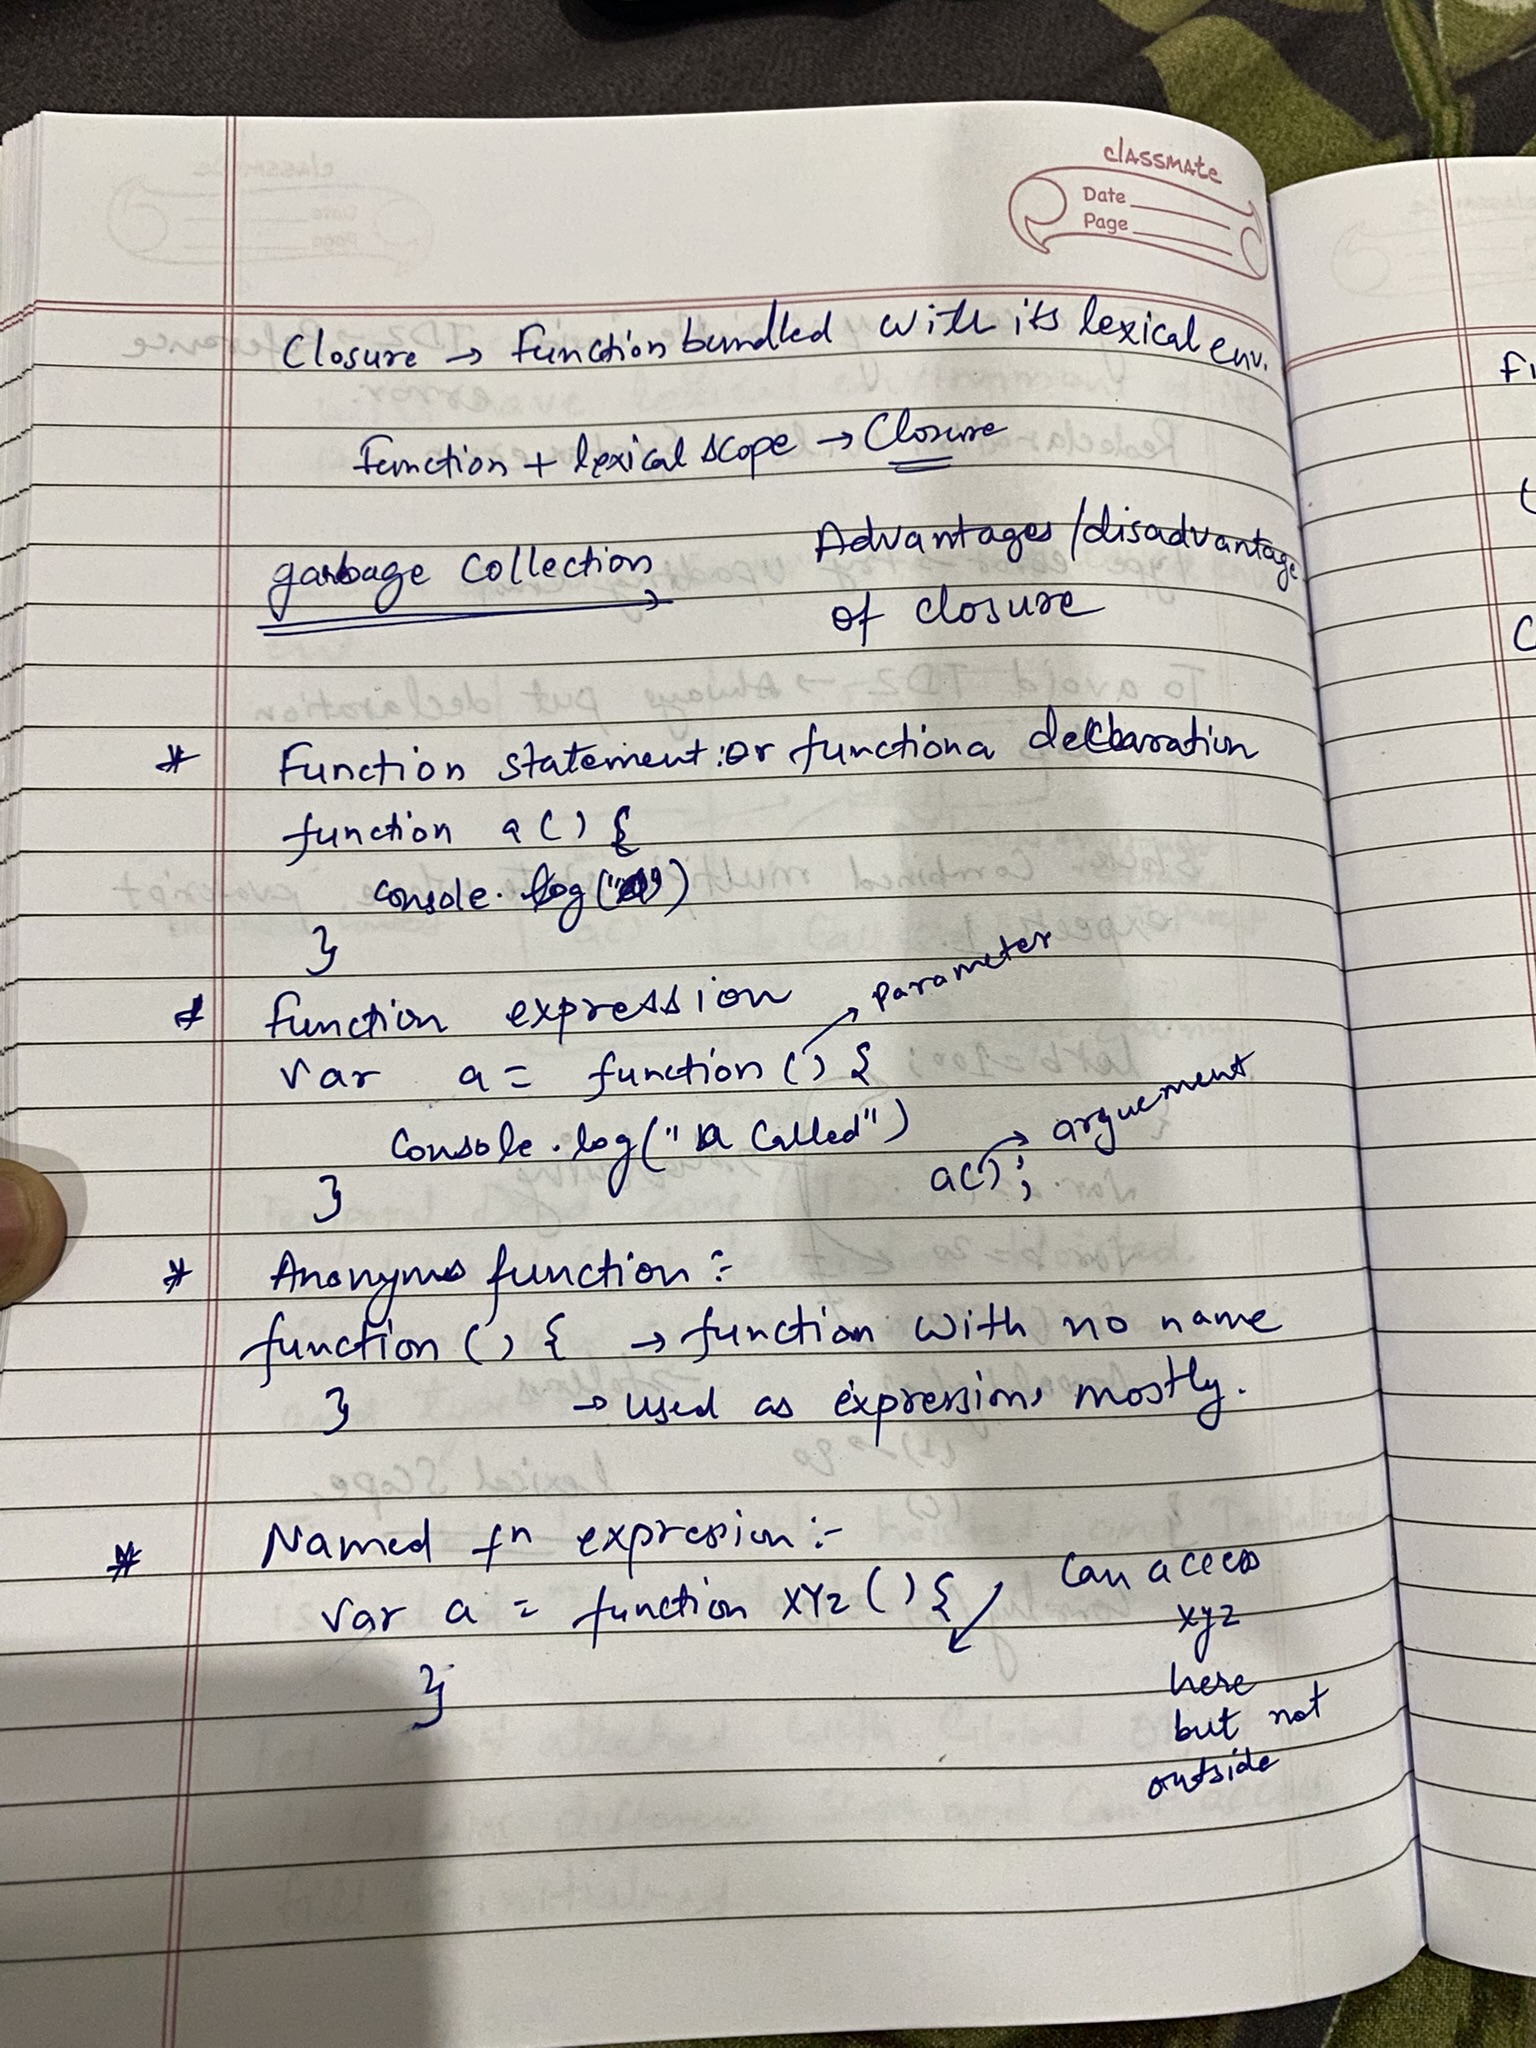 classmate
Date
Page
Closure → Function bundled with its lexical env.
Function + lexical scope → Closure
garbage collection
Advantages/disadvantage
of closure
* Function statement: or functiona declaration
function a() {
console.log("a")
}
* function expression
→ parameter
var a = function () {
console.log("a called")
a(); → arguement
}
* Anonyms function :-
function () { → function with no name
} → used as expressions mostly.
* Named fn expression :-
var a = function XYZ () {
}
Can access
xyz
here
but not
outside